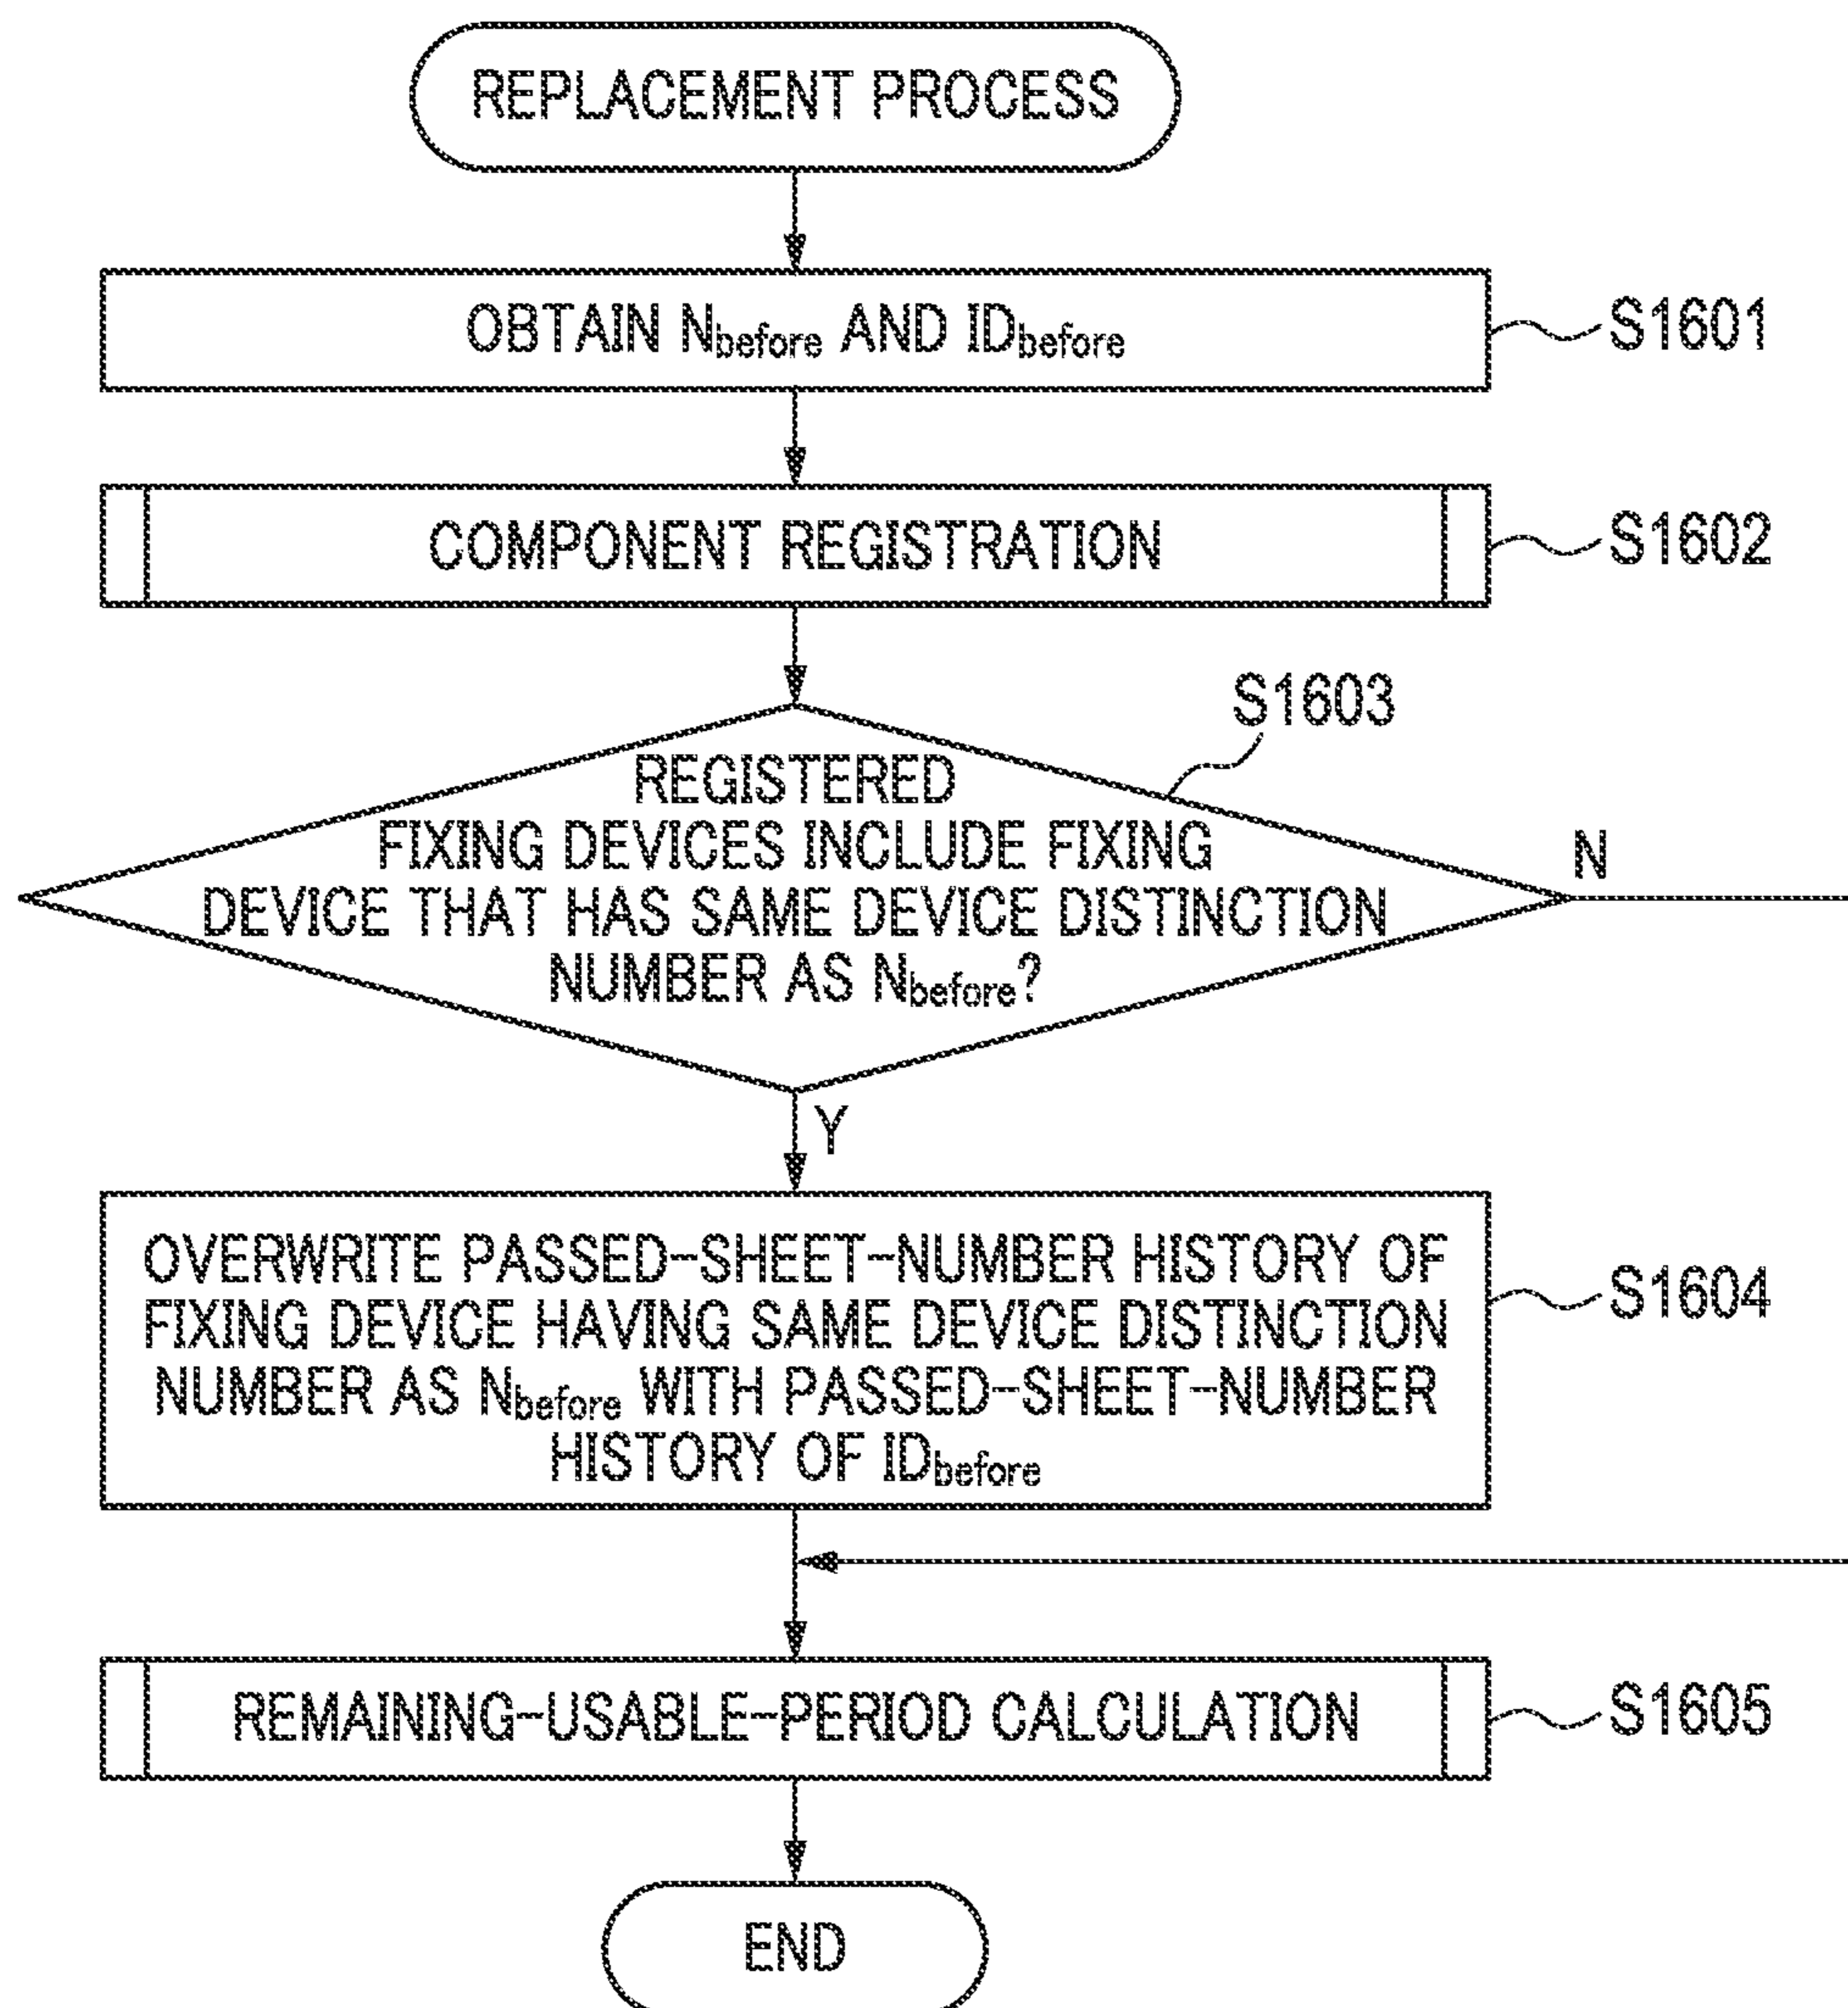 REPLACEMENT PROCESS
OBTAIN Nbefore AND IDbefore
S1601
COMPONENT REGISTRATION
S1602
S1603
REGISTERED
FIXING DEVICES INCLUDE FIXING
DEVICE THAT HAS SAME DEVICE DISTINCTION
NUMBER AS Nbefore?
N
Y
OVERWRITE PASSED-SHEET-NUMBER HISTORY OF
FIXING DEVICE HAVING SAME DEVICE DISTINCTION
NUMBER AS Nbefore WITH PASSED-SHEET-NUMBER
HISTORY OF IDbefore
S1604
REMAINING-USABLE-PERIOD CALCULATION
S1605
END